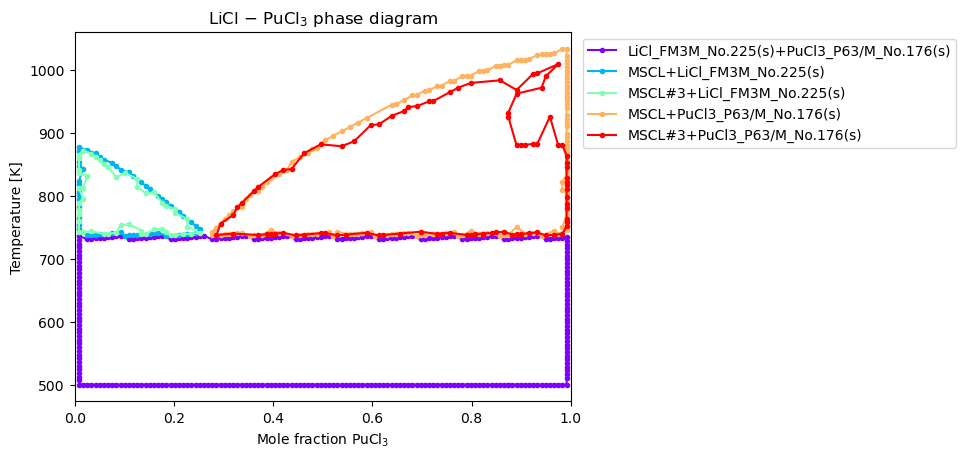 LiCl − PuCl₃ phase diagram
LiCl_FM3M_No.225(s)+PuCl3_P63/M_No.176(s)
MSCL+LiCl_FM3M_No.225(s)
MSCL#3+LiCl_FM3M_No.225(s)
MSCL+PuCl3_P63/M_No.176(s)
MSCL#3+PuCl3_P63/M_No.176(s)
Temperature [K]
1000
900
800
700
600
500
0.0 0.2 0.4 0.6 0.8 1.0
Mole fraction PuCl₃